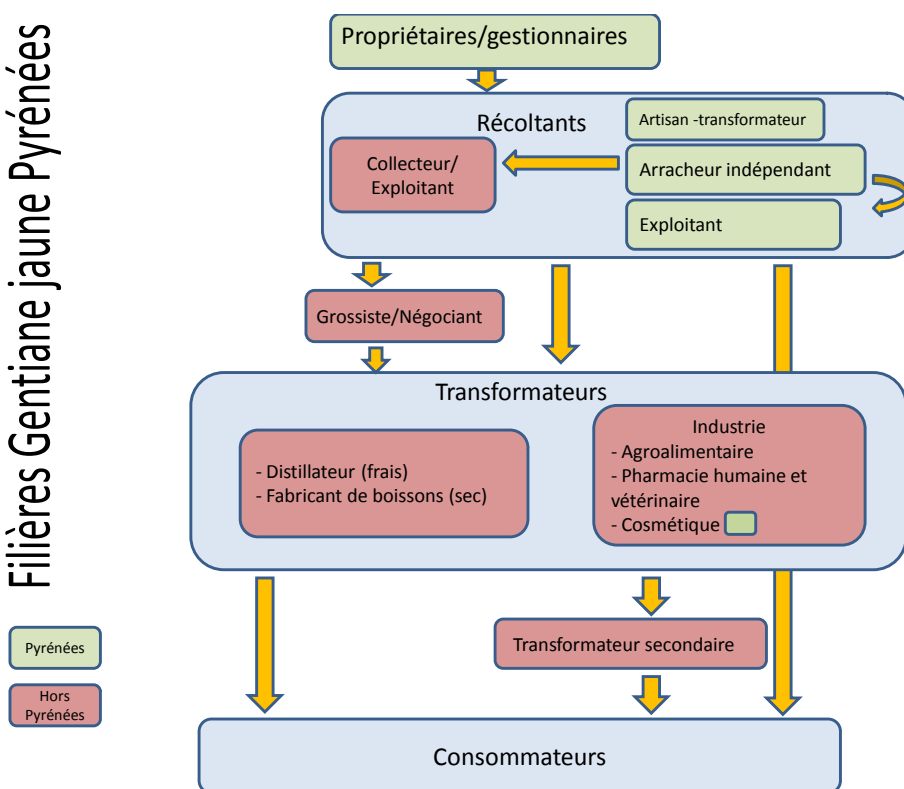 Filières Gentiane jaune Pyrénées
Propriétaires/gestionnaires
Récoltants
Artisan -transformateur
Collecteur/
Exploitant
Arracheur indépendant
Exploitant
Grossiste/Négociant
Transformateurs
- Distillateur (frais)
- Fabricant de boissons (sec)
Industrie
- Agroalimentaire
- Pharmacie humaine et
vétérinaire
- Cosmétique
Transformateur secondaire
Pyrénées
Hors
Pyrénées
Consommateurs